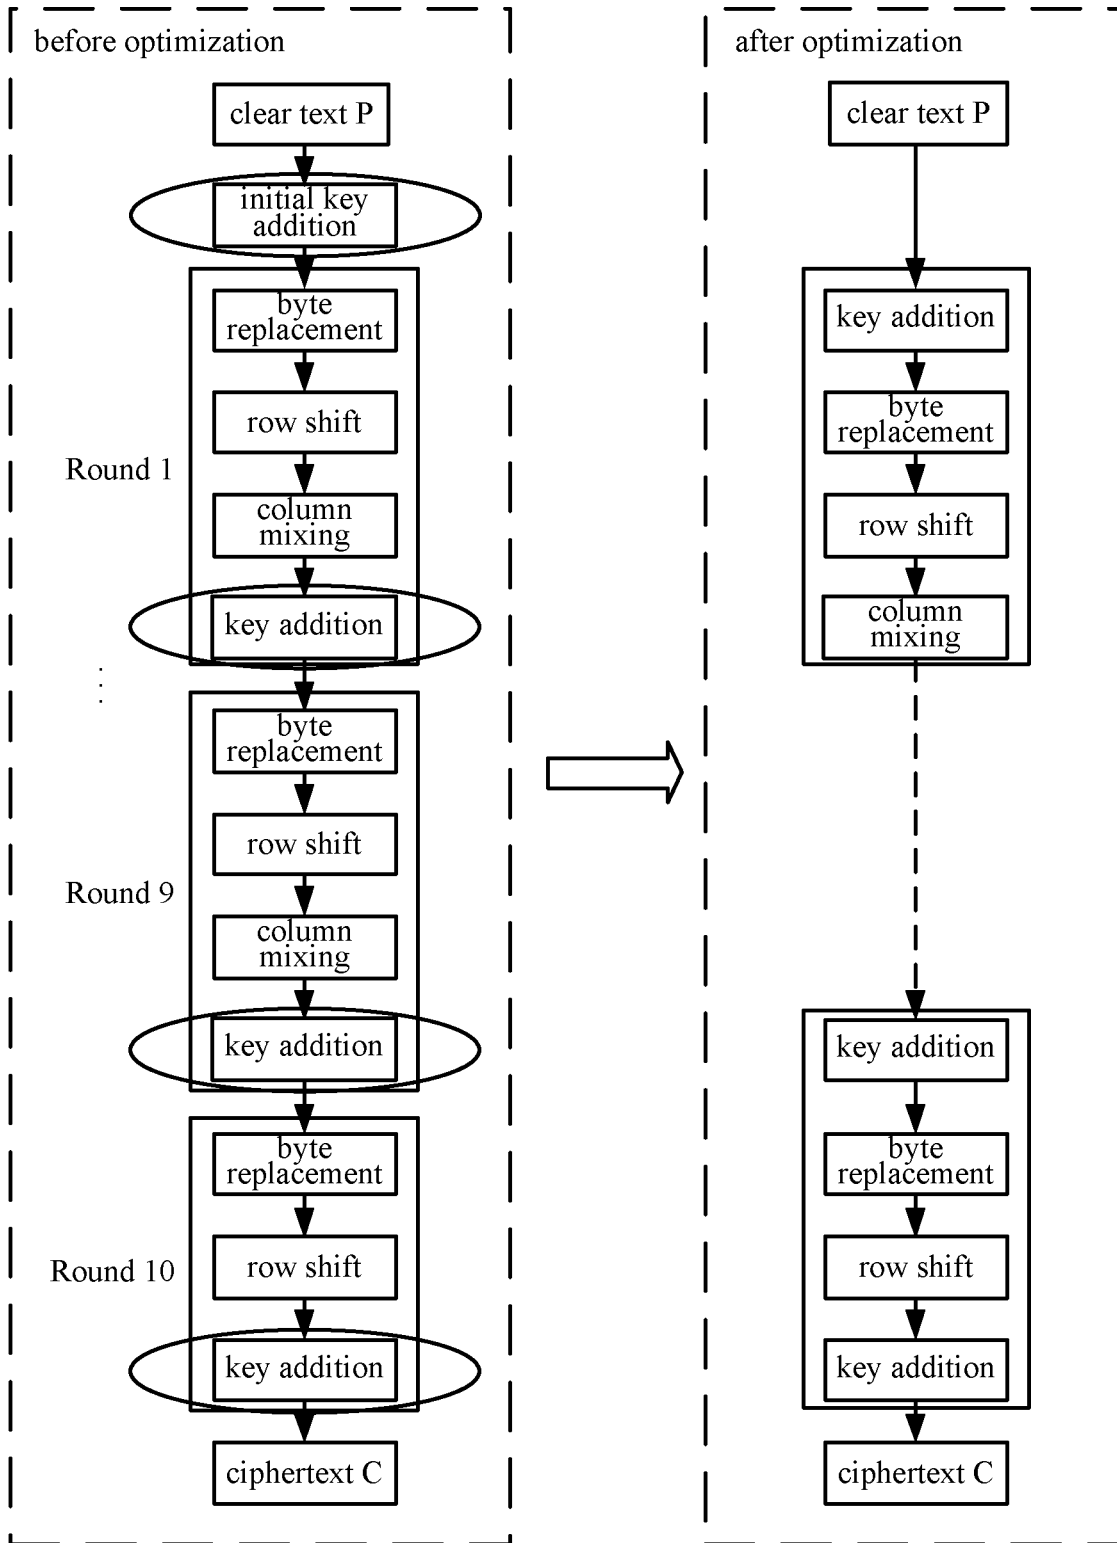 before optimization
clear text P
initial key
addition
byte
replacement
row shift
Round 1
column
mixing
key addition
⋮
byte
replacement
row shift
Round 9
column
mixing
key addition
byte
replacement
row shift
Round 10
key addition
ciphertext C
after optimization
clear text P
key addition
byte
replacement
row shift
column
mixing
key addition
byte
replacement
row shift
key addition
ciphertext C